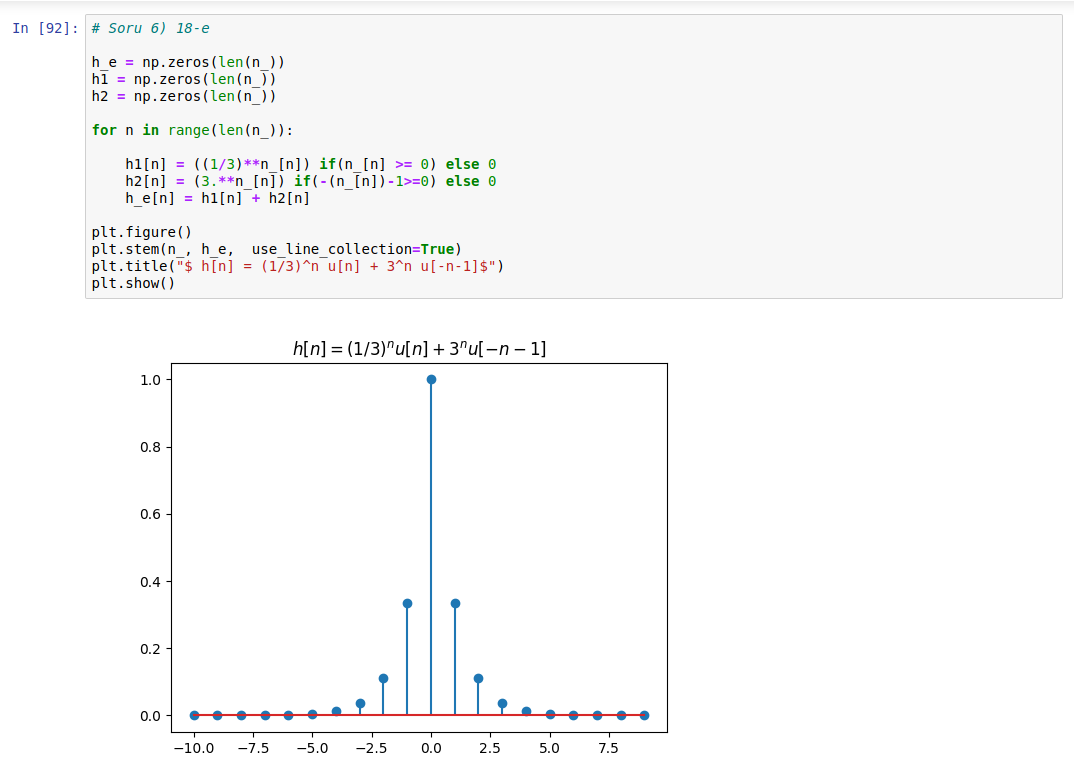 In [92]: # Soru 6) 18-e
h_e = np.zeros(len(n_))
h1 = np.zeros(len(n_))
h2 = np.zeros(len(n_))
for n in range(len(n_)):
h1[n] = ((1/3)**n_[n]) if(n_[n] >= 0) else 0
h2[n] = (3.**n_[n]) if(-(n_[n])-1>=0) else 0
h_e[n] = h1[n] + h2[n]
plt.figure()
plt.stem(n_, h_e,  use_line_collection=True)
plt.title("$ h[n] = (1/3)^n u[n] + 3^n u[-n-1]$")
plt.show()
h[n] = (1/3)ⁿu[n] + 3ⁿu[−n − 1]
1.0
0.8
0.6
0.4
0.2
0.0
−10.0 −7.5 −5.0 −2.5 0.0 2.5 5.0 7.5